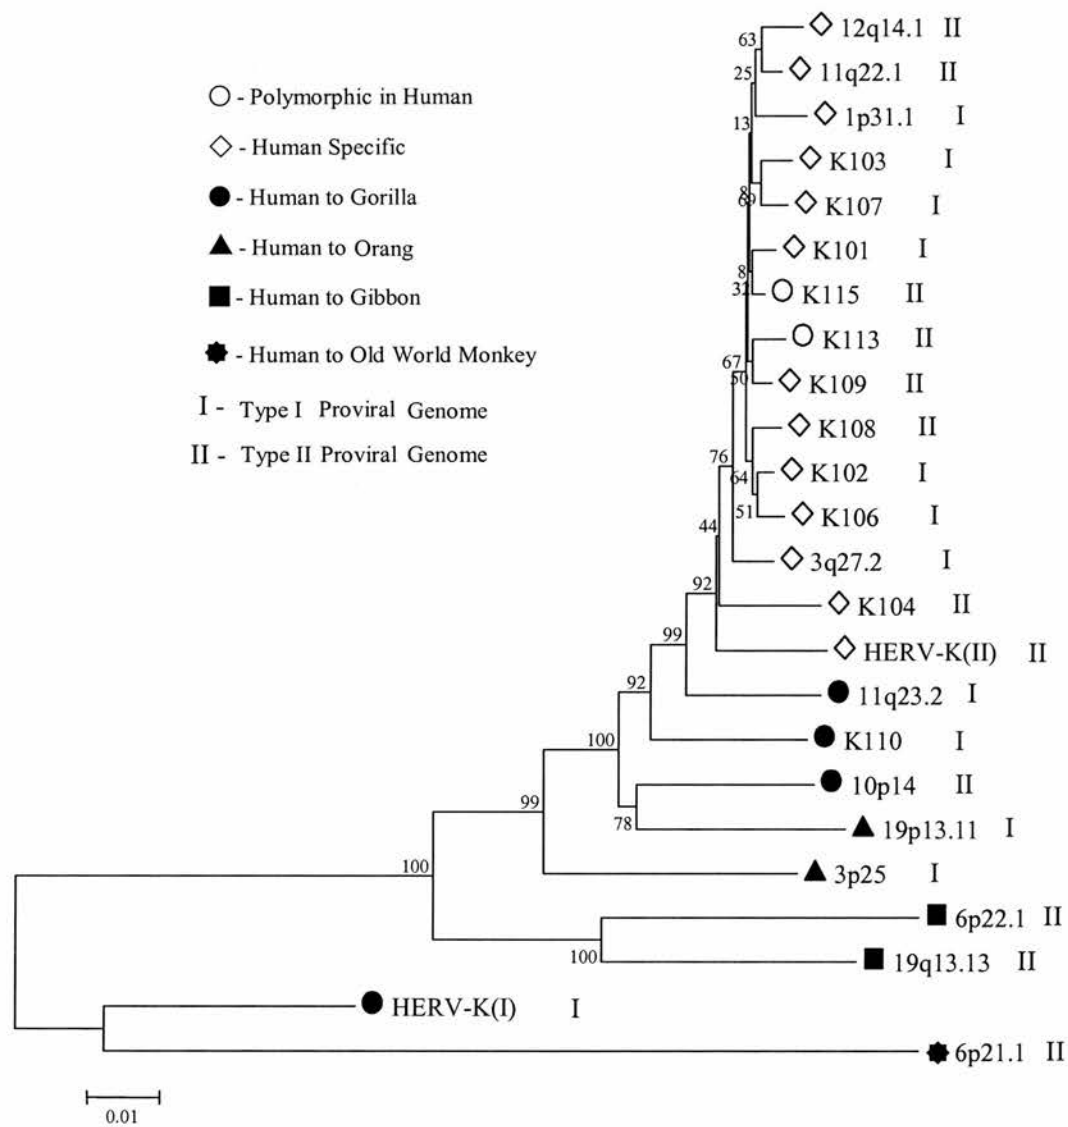 ○ - Polymorphic in Human
◇ - Human Specific
● - Human to Gorilla
▲ - Human to Orang
■ - Human to Gibbon
✸ - Human to Old World Monkey
I - Type I Proviral Genome
II - Type II Proviral Genome
12q14.1 II
63
11q22.1 II
25
1p31.1 I
13
K103 I
8
69
K107 I
K101 I
8
32
K115 II
K113 II
67
50
K109 II
K108 II
76
64
K102 I
51
K106 I
44
3q27.2 I
92
K104 II
99
HERV-K(II) II
92
11q23.2 I
100
K110 I
10p14 II
99
78
19p13.11 I
100
3p25 I
6p22.1 II
100
19q13.13 II
HERV-K(I) I
6p21.1 II
0.01